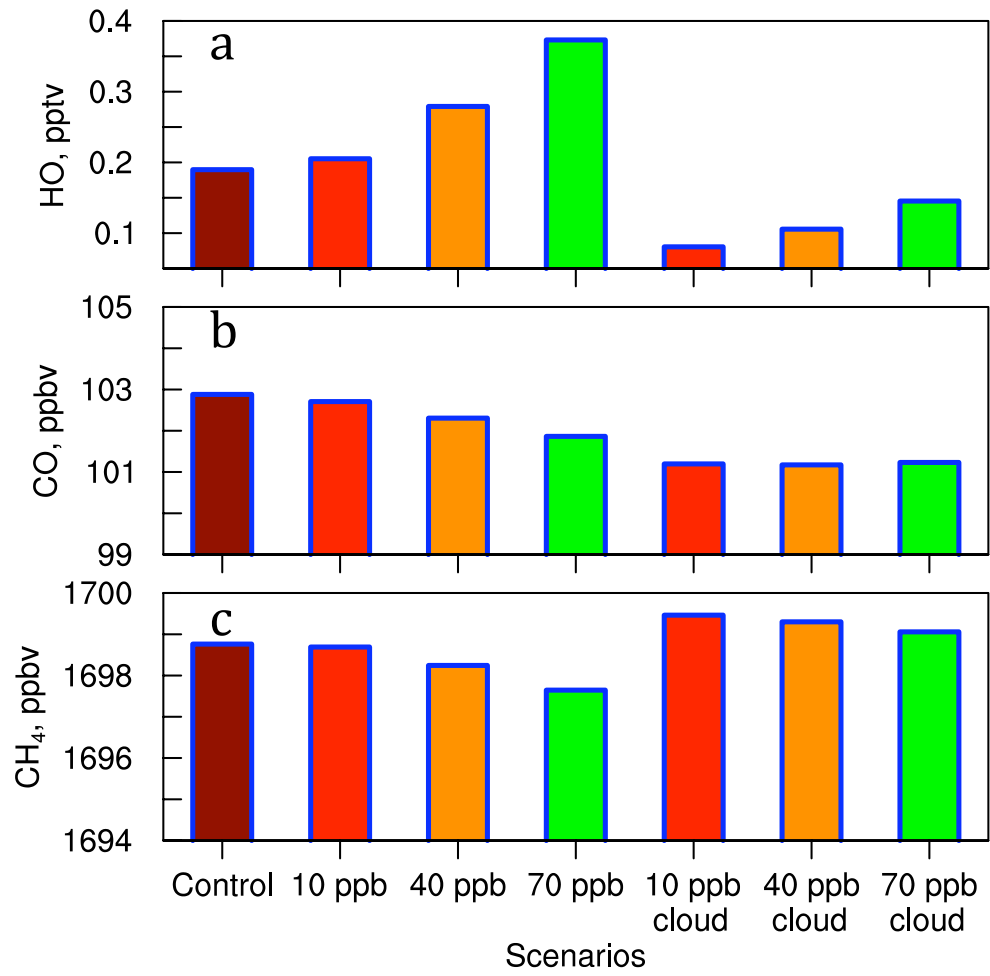 a
HO, pptv
0.4
0.3
0.2
0.1
b
CO, ppbv
105
103
101
99
c
CH₄, ppbv
1700
1698
1696
1694
Control 10 ppb 40 ppb 70 ppb 10 ppb 40 ppb 70 ppb
cloud cloud cloud
Scenarios